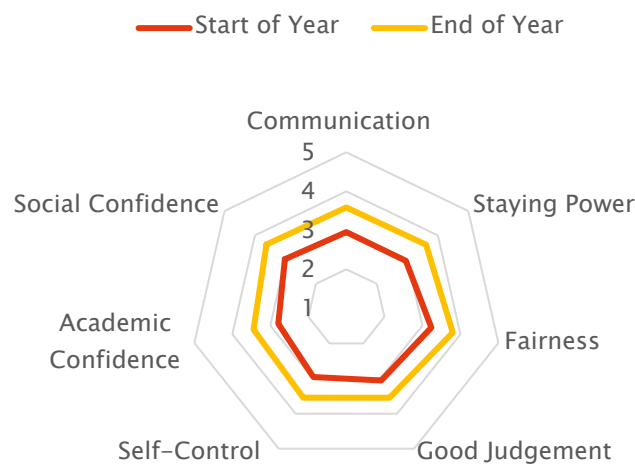 Start of Year
End of Year
Communication
5
4
3
2
1
Social Confidence
Staying Power
Academic
Confidence
Fairness
Self-Control
Good Judgement